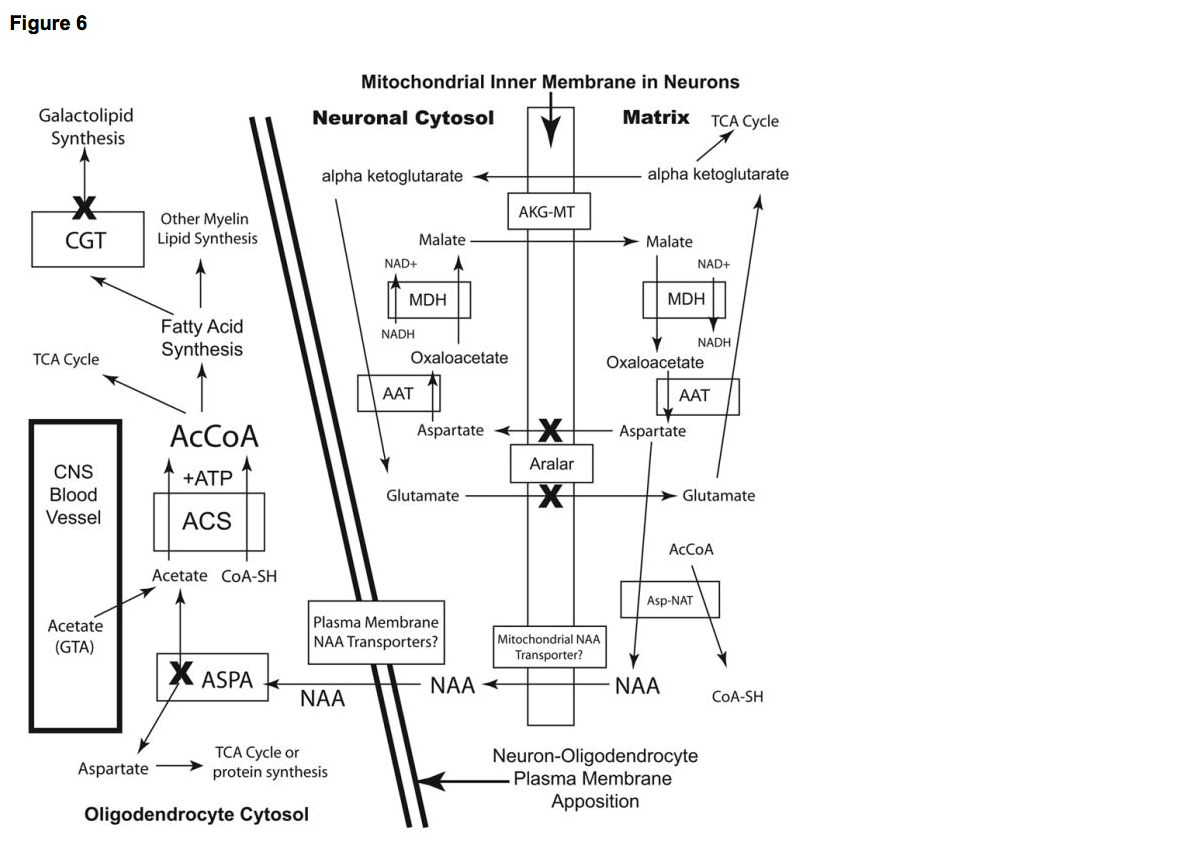 Figure 6
Mitochondrial Inner Membrane in Neurons
Galactolipid
Synthesis
X
CGT
Other Myelin
Lipid Synthesis
Fatty Acid
Synthesis
TCA Cycle
AcCoA
+ATP
ACS
Acetate CoA-SH
CNS
Blood
Vessel
Acetate
(GTA)
X ASPA
Aspartate
TCA Cycle or
protein synthesis
Oligodendrocyte Cytosol
Neuronal Cytosol
Matrix
TCA Cycle
alpha ketoglutarate
alpha ketoglutarate
AKG-MT
Malate
Malate
NAD+
MDH
NADH
NAD+
MDH
NADH
Oxaloacetate
Oxaloacetate
AAT
AAT
Aspartate
X
Aspartate
Aralar
Glutamate
X
Glutamate
AcCoA
Asp-NAT
CoA-SH
Plasma Membrane
NAA Transporters?
Mitochondrial NAA
Transporter?
NAA
NAA
NAA
Neuron-Oligodendrocyte
Plasma Membrane
Apposition